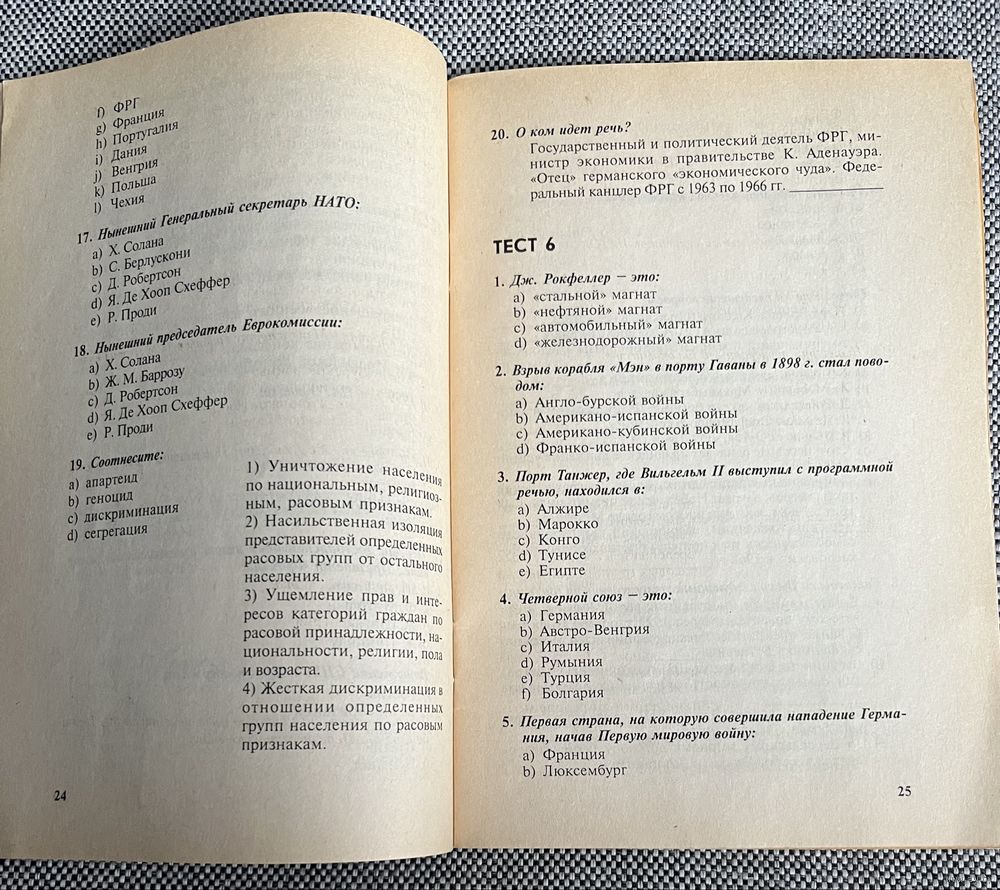 f) ФРГ
g) Франция
h) Португалия
i) Дания
j) Венгрия
k) Польша
l) Чехия
17. Нынешний Генеральный секретарь НАТО:
a) Х. Солана
b) С. Берлускони
c) Д. Робертсон
d) Я. Де Хооп Схеффер
e) Р. Проди
18. Нынешний председатель Еврокомиссии:
a) Х. Солана
b) Ж. М. Баррозу
c) Д. Робертсон
d) Я. Де Хооп Схеффер
e) Р. Проди
19. Соотнесите:
a) апартеид
b) геноцид
c) дискриминация
d) сегрегация
1) Уничтожение населения
по национальным, религиоз-
ным, расовым признакам.
2) Насильственная изоляция
представителей определенных
расовых групп от остального
населения.
3) Ущемление прав и инте-
ресов категорий граждан по
расовой принадлежности, на-
циональности, религии, пола
и возраста.
4) Жесткая дискриминация в
отношении определенных
групп населения по расовым
признакам.
24
20. О ком идет речь?
Государственный и политический деятель ФРГ, ми-
нистр экономики в правительстве К. Аденауэра.
«Отец» германского «экономического чуда». Феде-
ральный канцлер ФРГ с 1963 по 1966 гг. ____________
ТЕСТ 6
1. Дж. Рокфеллер – это:
a) «стальной» магнат
b) «нефтяной» магнат
c) «автомобильный» магнат
d) «железнодорожный» магнат
2. Взрыв корабля «Мэн» в порту Гаваны в 1898 г. стал пово-
дом:
a) Англо-бурской войны
b) Американо-испанской войны
c) Американо-кубинской войны
d) Франко-испанской войны
3. Порт Танжер, где Вильгельм II выступил с программной
речью, находился в:
a) Алжире
b) Марокко
c) Конго
d) Тунисе
e) Египте
4. Четверной союз – это:
a) Германия
b) Австро-Венгрия
c) Италия
d) Румыния
e) Турция
f) Болгария
5. Первая страна, на которую совершила нападение Герма-
ния, начав Первую мировую войну:
a) Франция
b) Люксембург
25